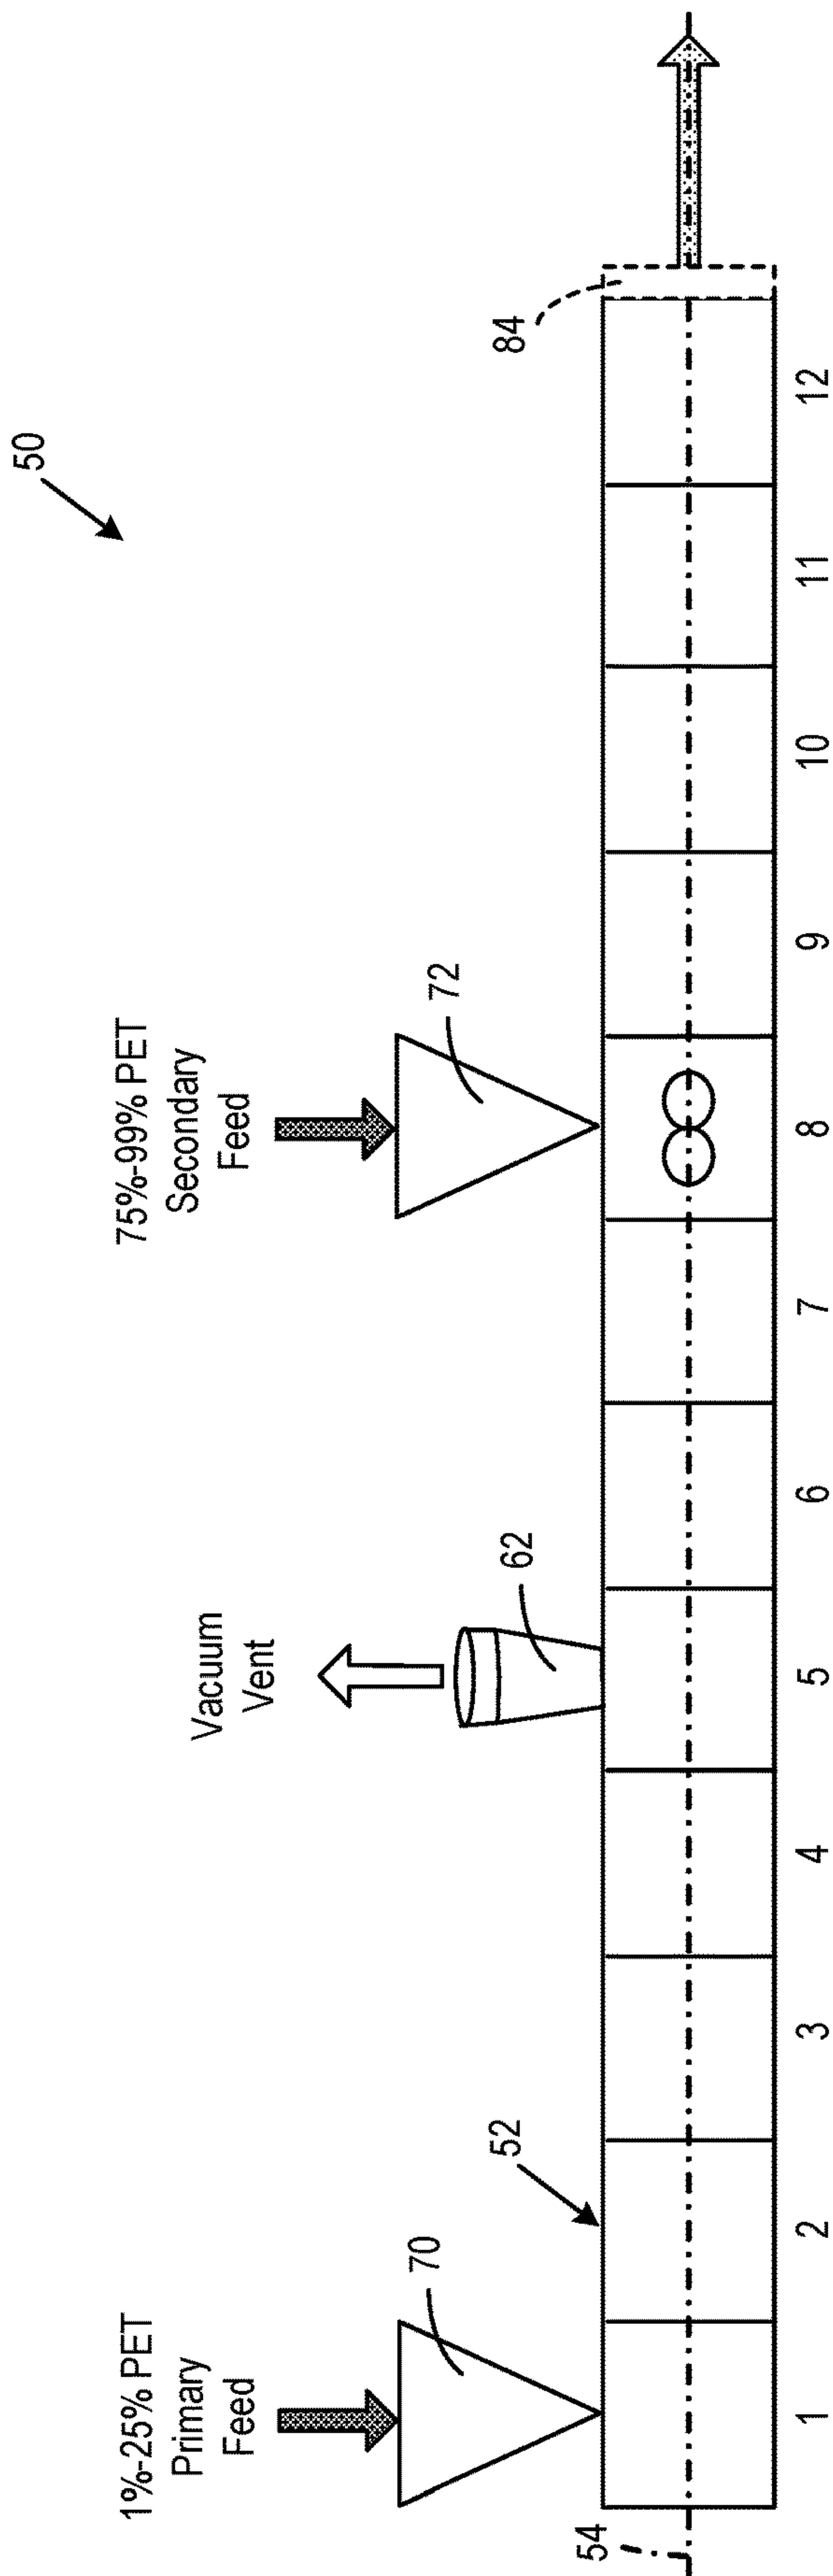 50
1%-25% PET
Primary
Feed
70
52
Vacuum
Vent
62
75%-99% PET
Secondary
Feed
72
84
54
1 2 3 4 5 6 7 8 9 10 11 12